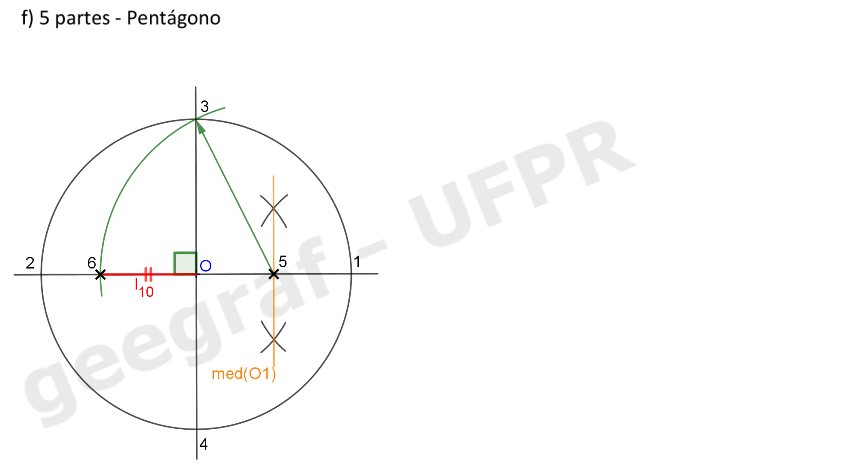 f) 5 partes - Pentágono
3
2
6
O
5
1
l10
med(O1)
4
geegraf - UFPR